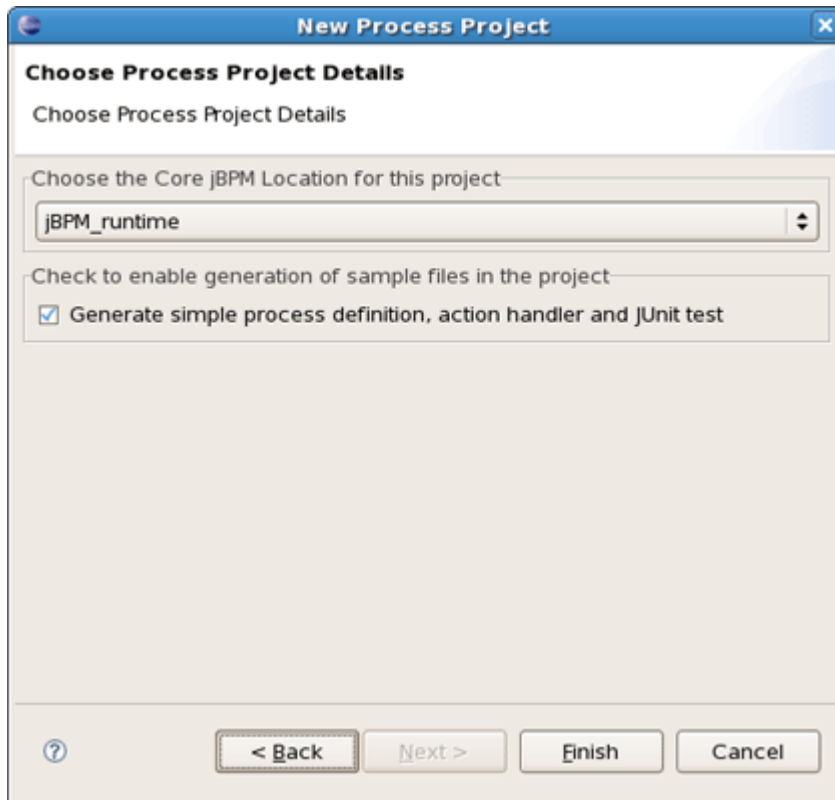 New Process Project
Choose Process Project Details
Choose Process Project Details
Choose the Core jBPM Location for this project
jBPM_runtime
Check to enable generation of sample files in the project
Generate simple process definition, action handler and JUnit test
?
< Back
Next >
Finish
Cancel